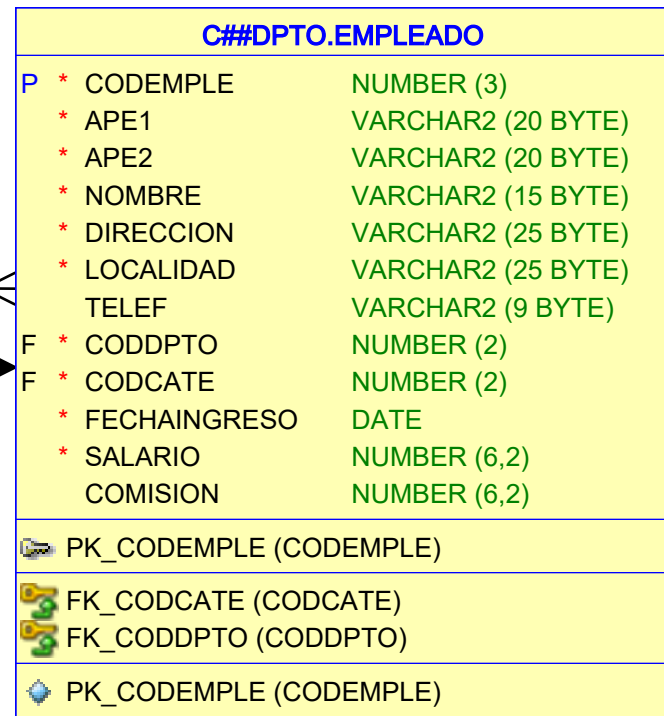 C##DPTO.EMPLEADO
P * CODEMPLE NUMBER (3)
* APE1 VARCHAR2 (20 BYTE)
* APE2 VARCHAR2 (20 BYTE)
* NOMBRE VARCHAR2 (15 BYTE)
* DIRECCION VARCHAR2 (25 BYTE)
* LOCALIDAD VARCHAR2 (25 BYTE)
TELEF VARCHAR2 (9 BYTE)
F * CODDPTO NUMBER (2)
F * CODCATE NUMBER (2)
* FECHAINGRESO DATE
* SALARIO NUMBER (6,2)
COMISION NUMBER (6,2)
PK_CODEMPLE (CODEMPLE)
FK_CODCATE (CODCATE)
FK_CODDPTO (CODDPTO)
PK_CODEMPLE (CODEMPLE)